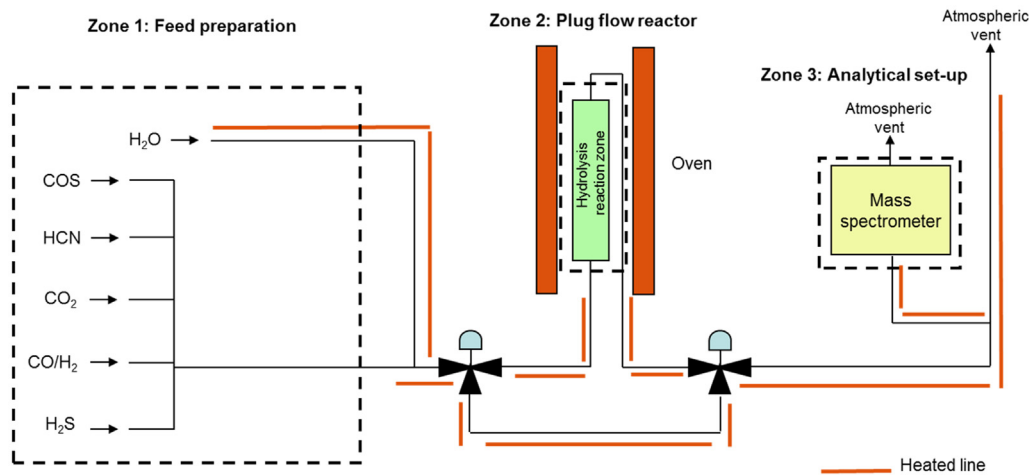 Zone 1: Feed preparation
Zone 2: Plug flow reactor
Atmospheric
vent
Zone 3: Analytical set-up
Atmospheric
vent
H₂O
COS
HCN
CO₂
CO/H₂
H₂S
Hydrolysis
reaction zone
Oven
Mass
spectrometer
Heated line